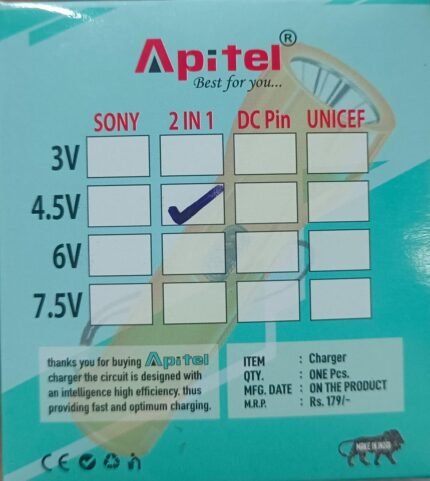 Apitel®
Best for you...
SONY 2 IN 1 DC Pin UNICEF
3V
4.5V
6V
7.5V
thanks you for buying Apitel
charger the circuit is designed with
an intelligence high efficiency. thus
providing fast and optimum charging.
ITEM : Charger
QTY. : ONE Pcs.
MFG. DATE : ON THE PRODUCT
M.R.P. : Rs. 179/-
CE
MAKE IN INDIA